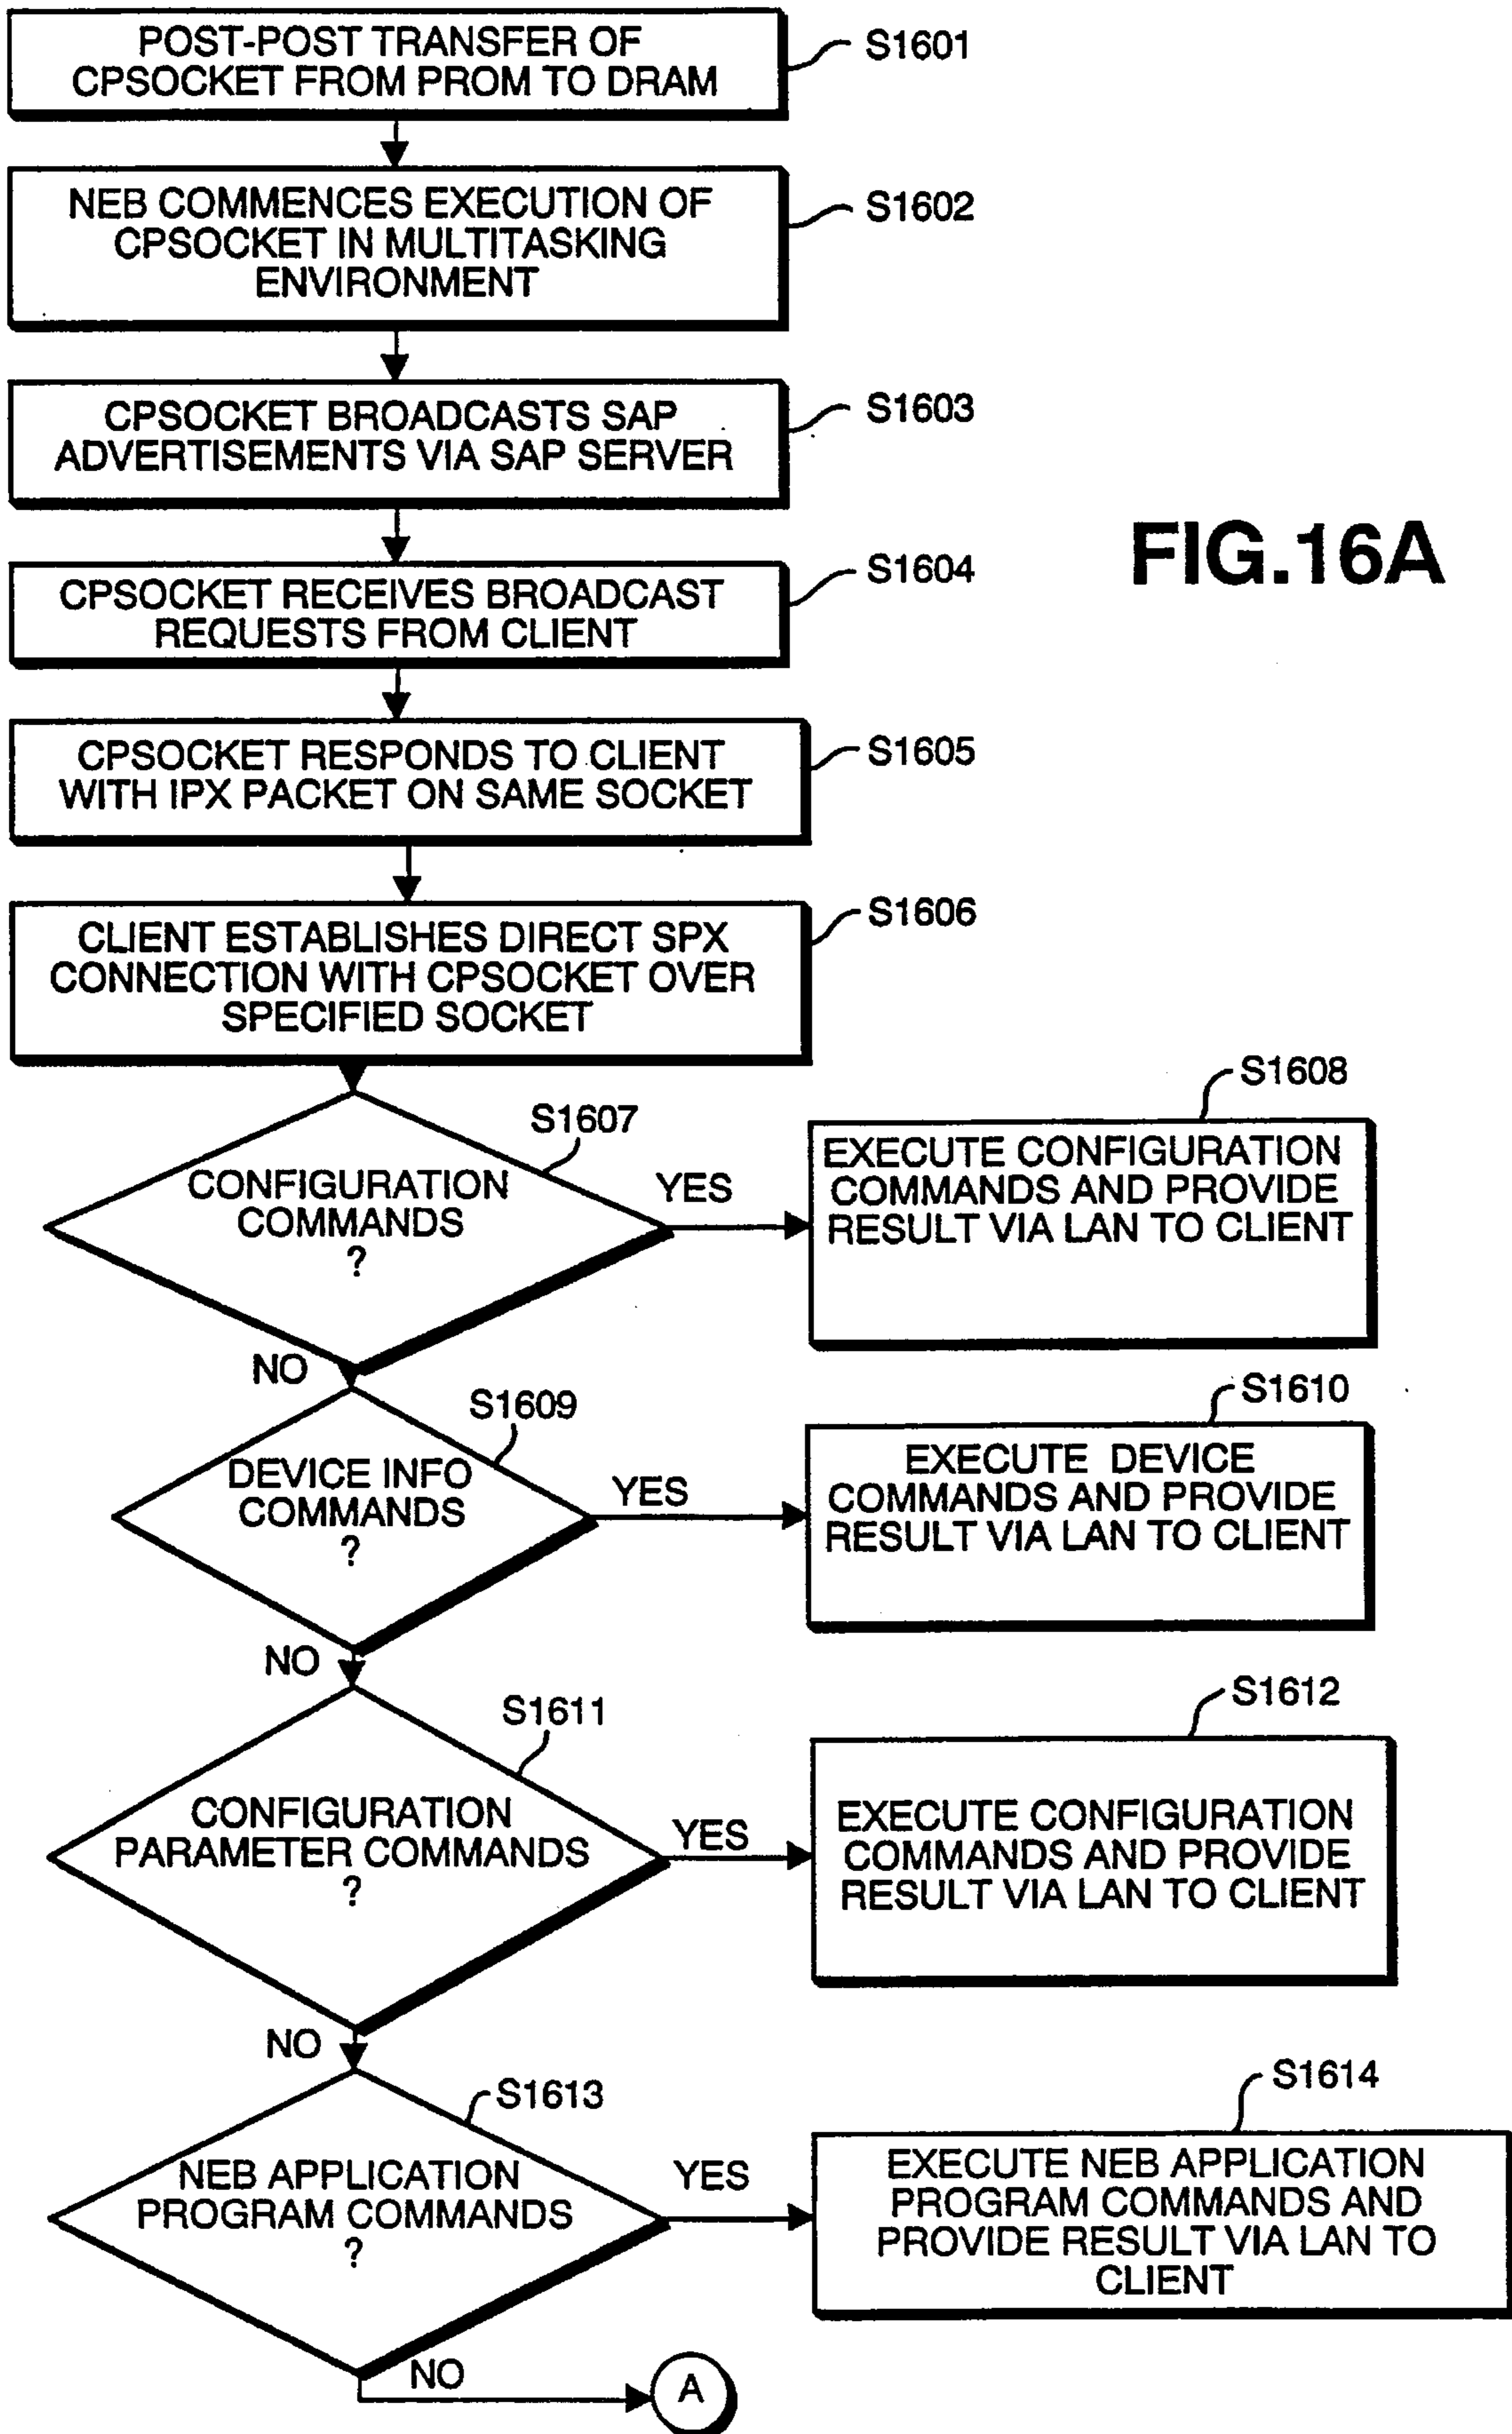 POST-POST TRANSFER OF
CPSOCKET FROM PROM TO DRAM
S1601
NEB COMMENCES EXECUTION OF
CPSOCKET IN MULTITASKING
ENVIRONMENT
S1602
CPSOCKET BROADCASTS SAP
ADVERTISEMENTS VIA SAP SERVER
S1603
FIG.16A
CPSOCKET RECEIVES BROADCAST
REQUESTS FROM CLIENT
S1604
CPSOCKET RESPONDS TO CLIENT
WITH IPX PACKET ON SAME SOCKET
S1605
CLIENT ESTABLISHES DIRECT SPX
CONNECTION WITH CPSOCKET OVER
SPECIFIED SOCKET
S1606
S1607
CONFIGURATION
COMMANDS
?
YES
NO
S1608
EXECUTE CONFIGURATION
COMMANDS AND PROVIDE
RESULT VIA LAN TO CLIENT
S1609
DEVICE INFO
COMMANDS
?
YES
NO
S1610
EXECUTE DEVICE
COMMANDS AND PROVIDE
RESULT VIA LAN TO CLIENT
S1611
CONFIGURATION
PARAMETER COMMANDS
?
YES
NO
S1612
EXECUTE CONFIGURATION
COMMANDS AND PROVIDE
RESULT VIA LAN TO CLIENT
S1613
NEB APPLICATION
PROGRAM COMMANDS
?
YES
NO
S1614
EXECUTE NEB APPLICATION
PROGRAM COMMANDS AND
PROVIDE RESULT VIA LAN TO
CLIENT
A